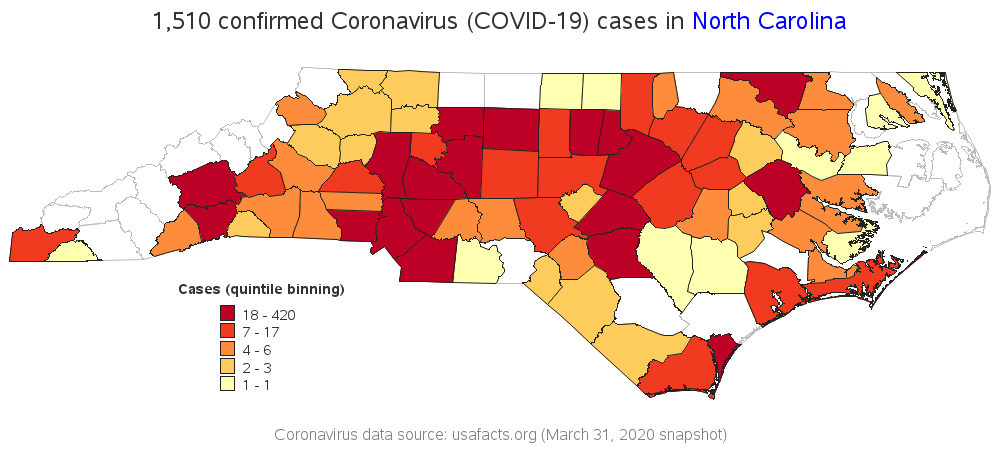 1,510 confirmed Coronavirus (COVID-19) cases in North Carolina
Cases (quintile binning)
18 - 420
7 - 17
4 - 6
2 - 3
1 - 1
Coronavirus data source: usafacts.org (March 31, 2020 snapshot)